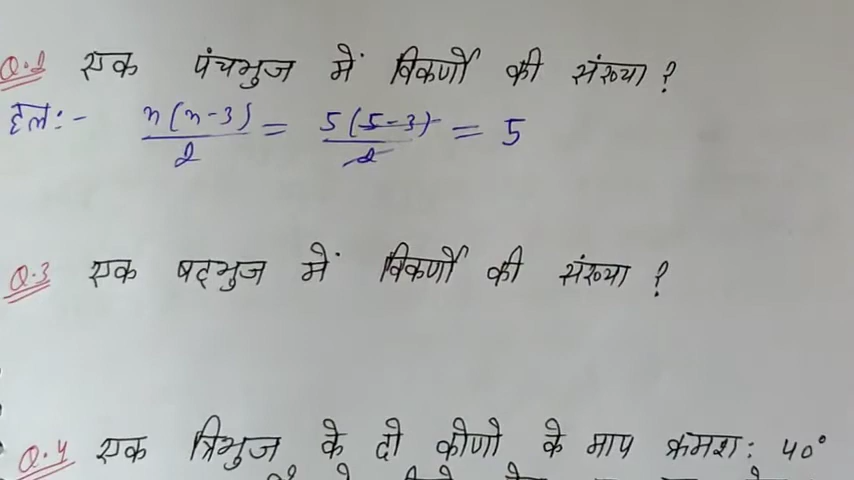 Q.2 एक पंचभुज में विकर्णो की संख्या ?
हल:- n(n-3)/2 = 5(5-3)/2 = 5
Q.3 एक षट्भुज में विकर्णो की संख्या ?
Q.4 एक त्रिभुज के दो कोणो के माप क्रमश: 40°